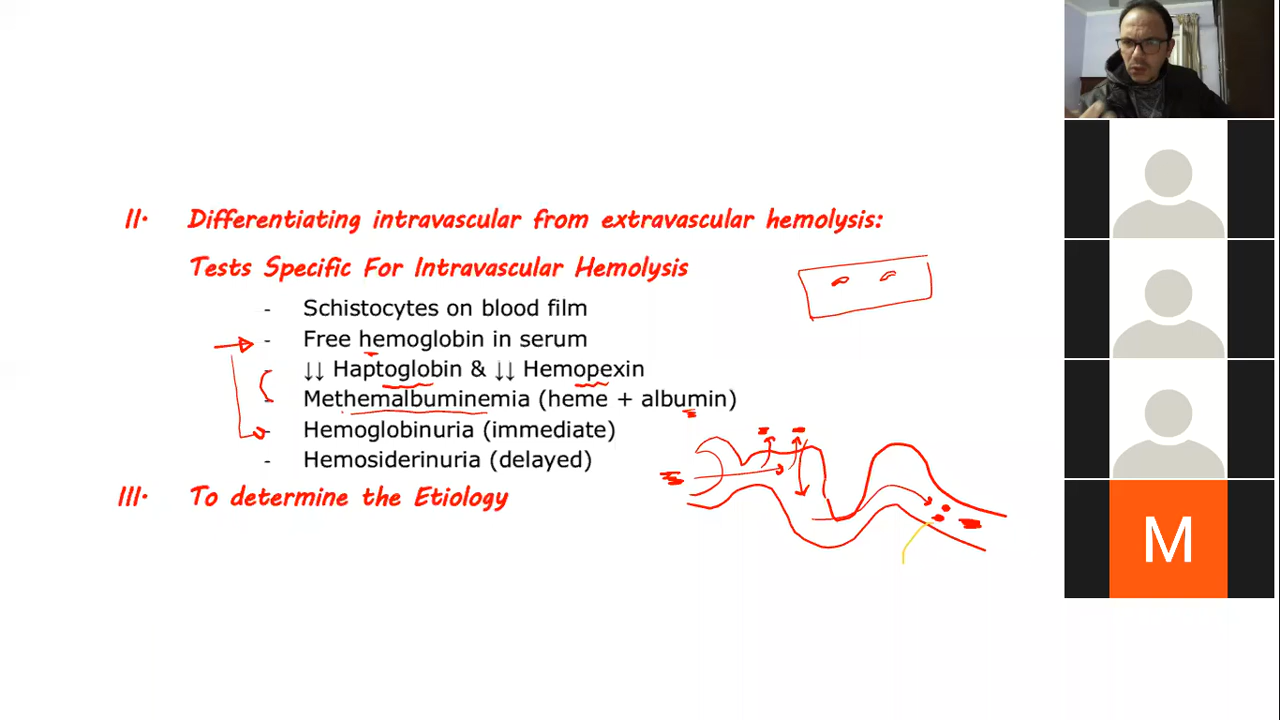 II. Differentiating intravascular from extravascular hemolysis:
Tests Specific For Intravascular Hemolysis
- Schistocytes on blood film
- Free hemoglobin in serum
- ↓↓ Haptoglobin & ↓↓ Hemopexin
- Methemalbuminemia (heme + albumin)
- Hemoglobinuria (immediate)
- Hemosiderinuria (delayed)
III. To determine the Etiology
M